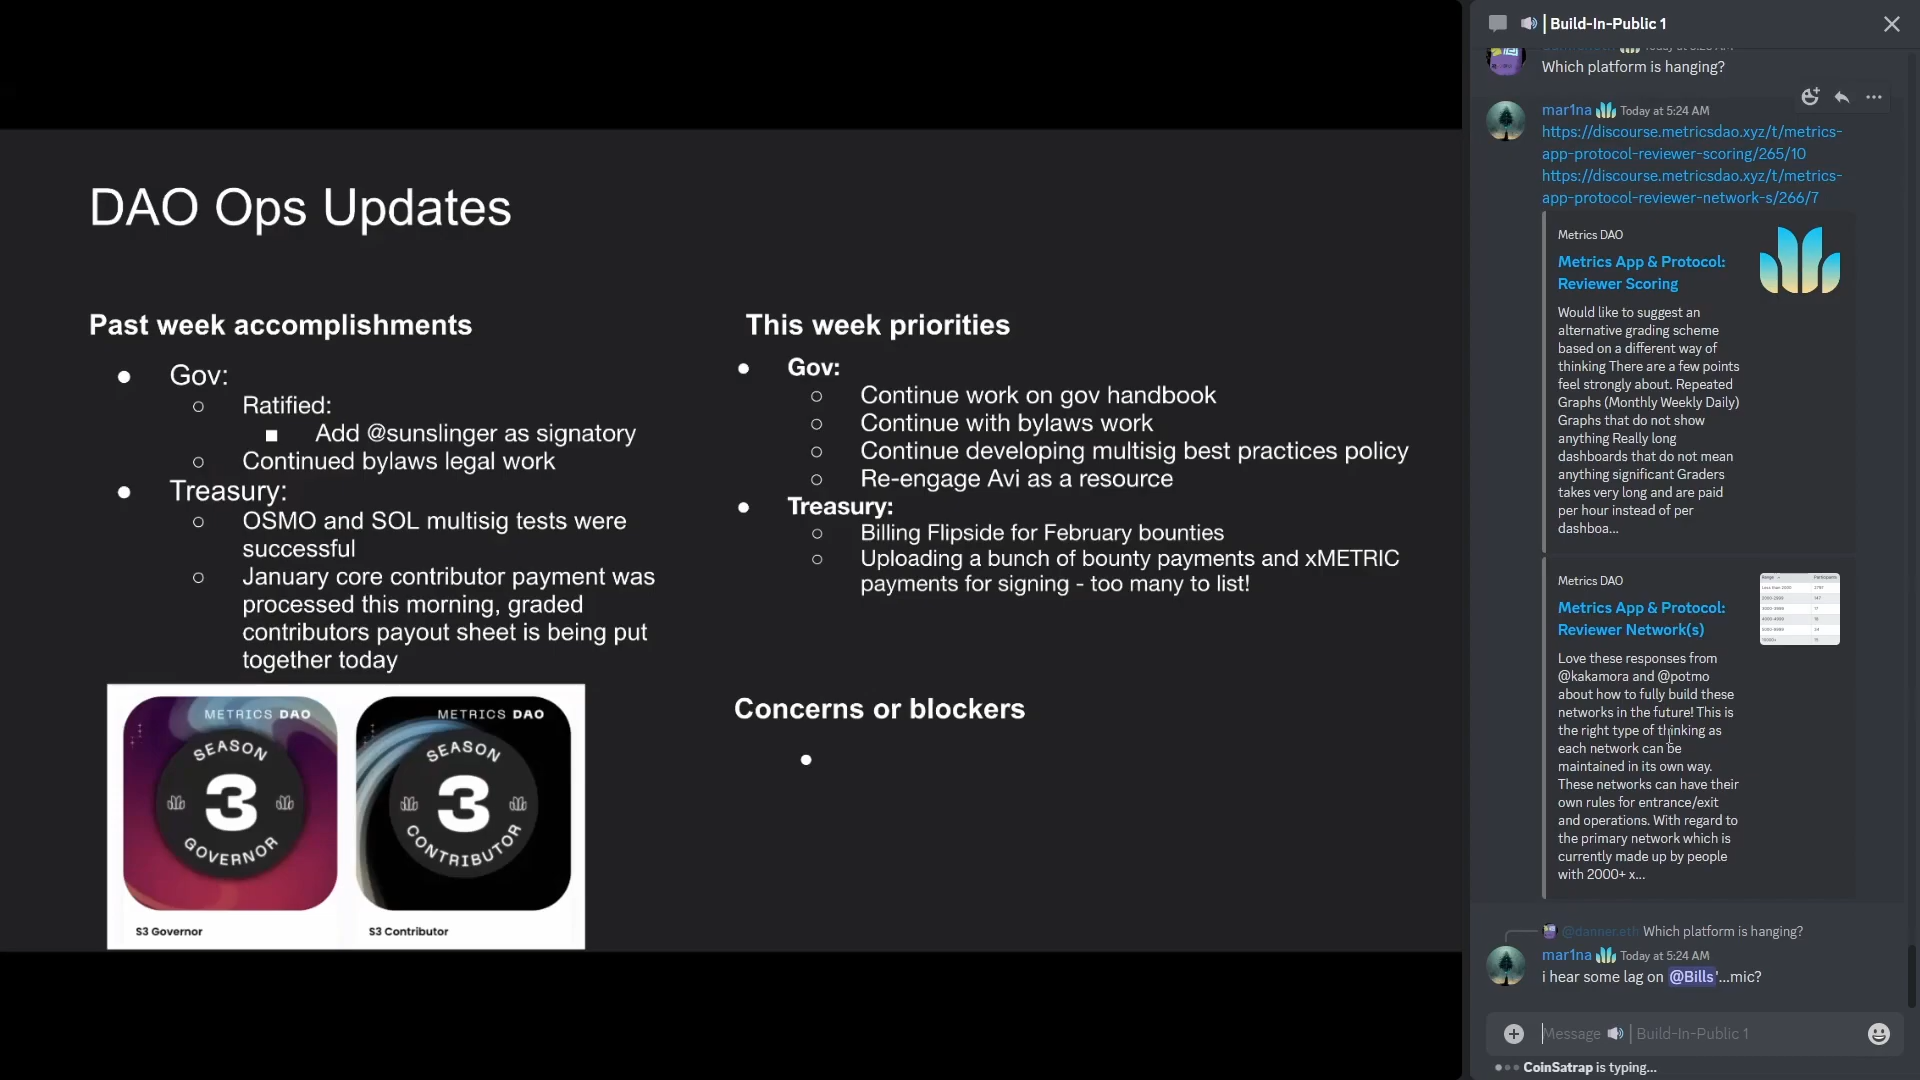 DAO Ops Updates
Past week accomplishments
● Gov:
○ Ratified:
■ Add @sunslinger as signatory
○ Continued bylaws legal work
● Treasury:
○ OSMO and SOL multisig tests were
successful
○ January core contributor payment was
processed this morning, graded
contributors payout sheet is being put
together today
METRICS DAO
SEASON
3
GOVERNOR
S3 Governor
METRICS DAO
SEASON
3
CONTRIBUTOR
S3 Contributor
This week priorities
● Gov:
○ Continue work on gov handbook
○ Continue with bylaws work
○ Continue developing multisig best practices policy
○ Re-engage Avi as a resource
● Treasury:
○ Billing Flipside for February bounties
○ Uploading a bunch of bounty payments and xMETRIC
payments for signing - too many to list!
Concerns or blockers
●
| Build-In-Public 1
Which platform is hanging?
mar1na Today at 5:24 AM
https://discourse.metricsdao.xyz/t/metrics-
app-protocol-reviewer-scoring/265/10
https://discourse.metricsdao.xyz/t/metrics-
app-protocol-reviewer-network-s/266/7
Metrics DAO
Metrics App & Protocol:
Reviewer Scoring
Would like to suggest an
alternative grading scheme
based on a different way of
thinking There are a few points
feel strongly about. Repeated
Graphs (Monthly Weekly Daily)
Graphs that do not show
anything Really long
dashboards that do not mean
anything significant Graders
takes very long and are paid
per hour instead of per
dashboa...
Metrics DAO
Metrics App & Protocol:
Reviewer Network(s)
Love these responses from
@kakamora and @potmo
about how to fully build these
networks in the future! This is
the right type of thinking as
each network can be
maintained in its own way.
These networks can have their
own rules for entrance/exit
and operations. With regard to
the primary network which is
currently made up by people
with 2000+ x...
@danner.eth Which platform is hanging?
mar1na Today at 5:24 AM
i hear some lag on @Bills'...mic?
Message | Build-In-Public 1
CoinSatrap is typing...